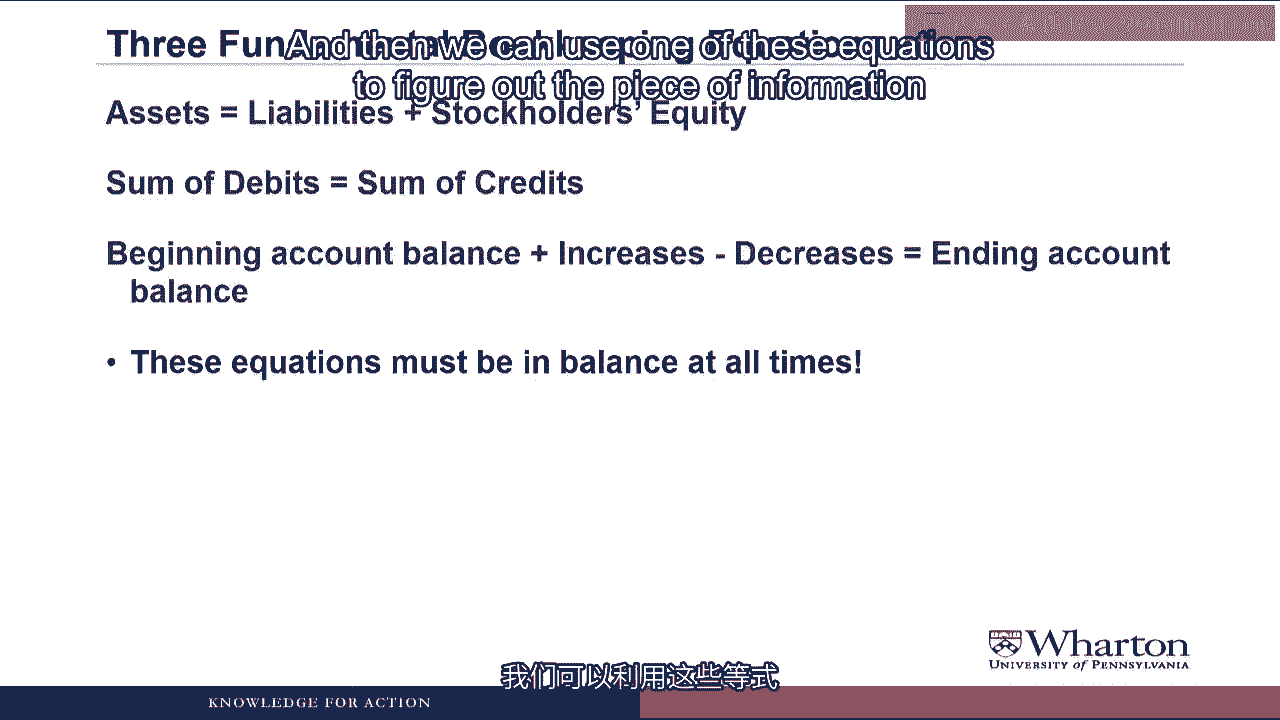 Three Fundamental Bookkeeping Equations
And then we can use one of these equations
to figure out the piece of information
Assets = Liabilities + Stockholders' Equity
Sum of Debits = Sum of Credits
Beginning account balance + Increases - Decreases = Ending account
balance
• These equations must be in balance at all times!
Wharton
UNIVERSITY of PENNSYLVANIA
我们可以利用这些等式
KNOWLEDGE FOR ACTION